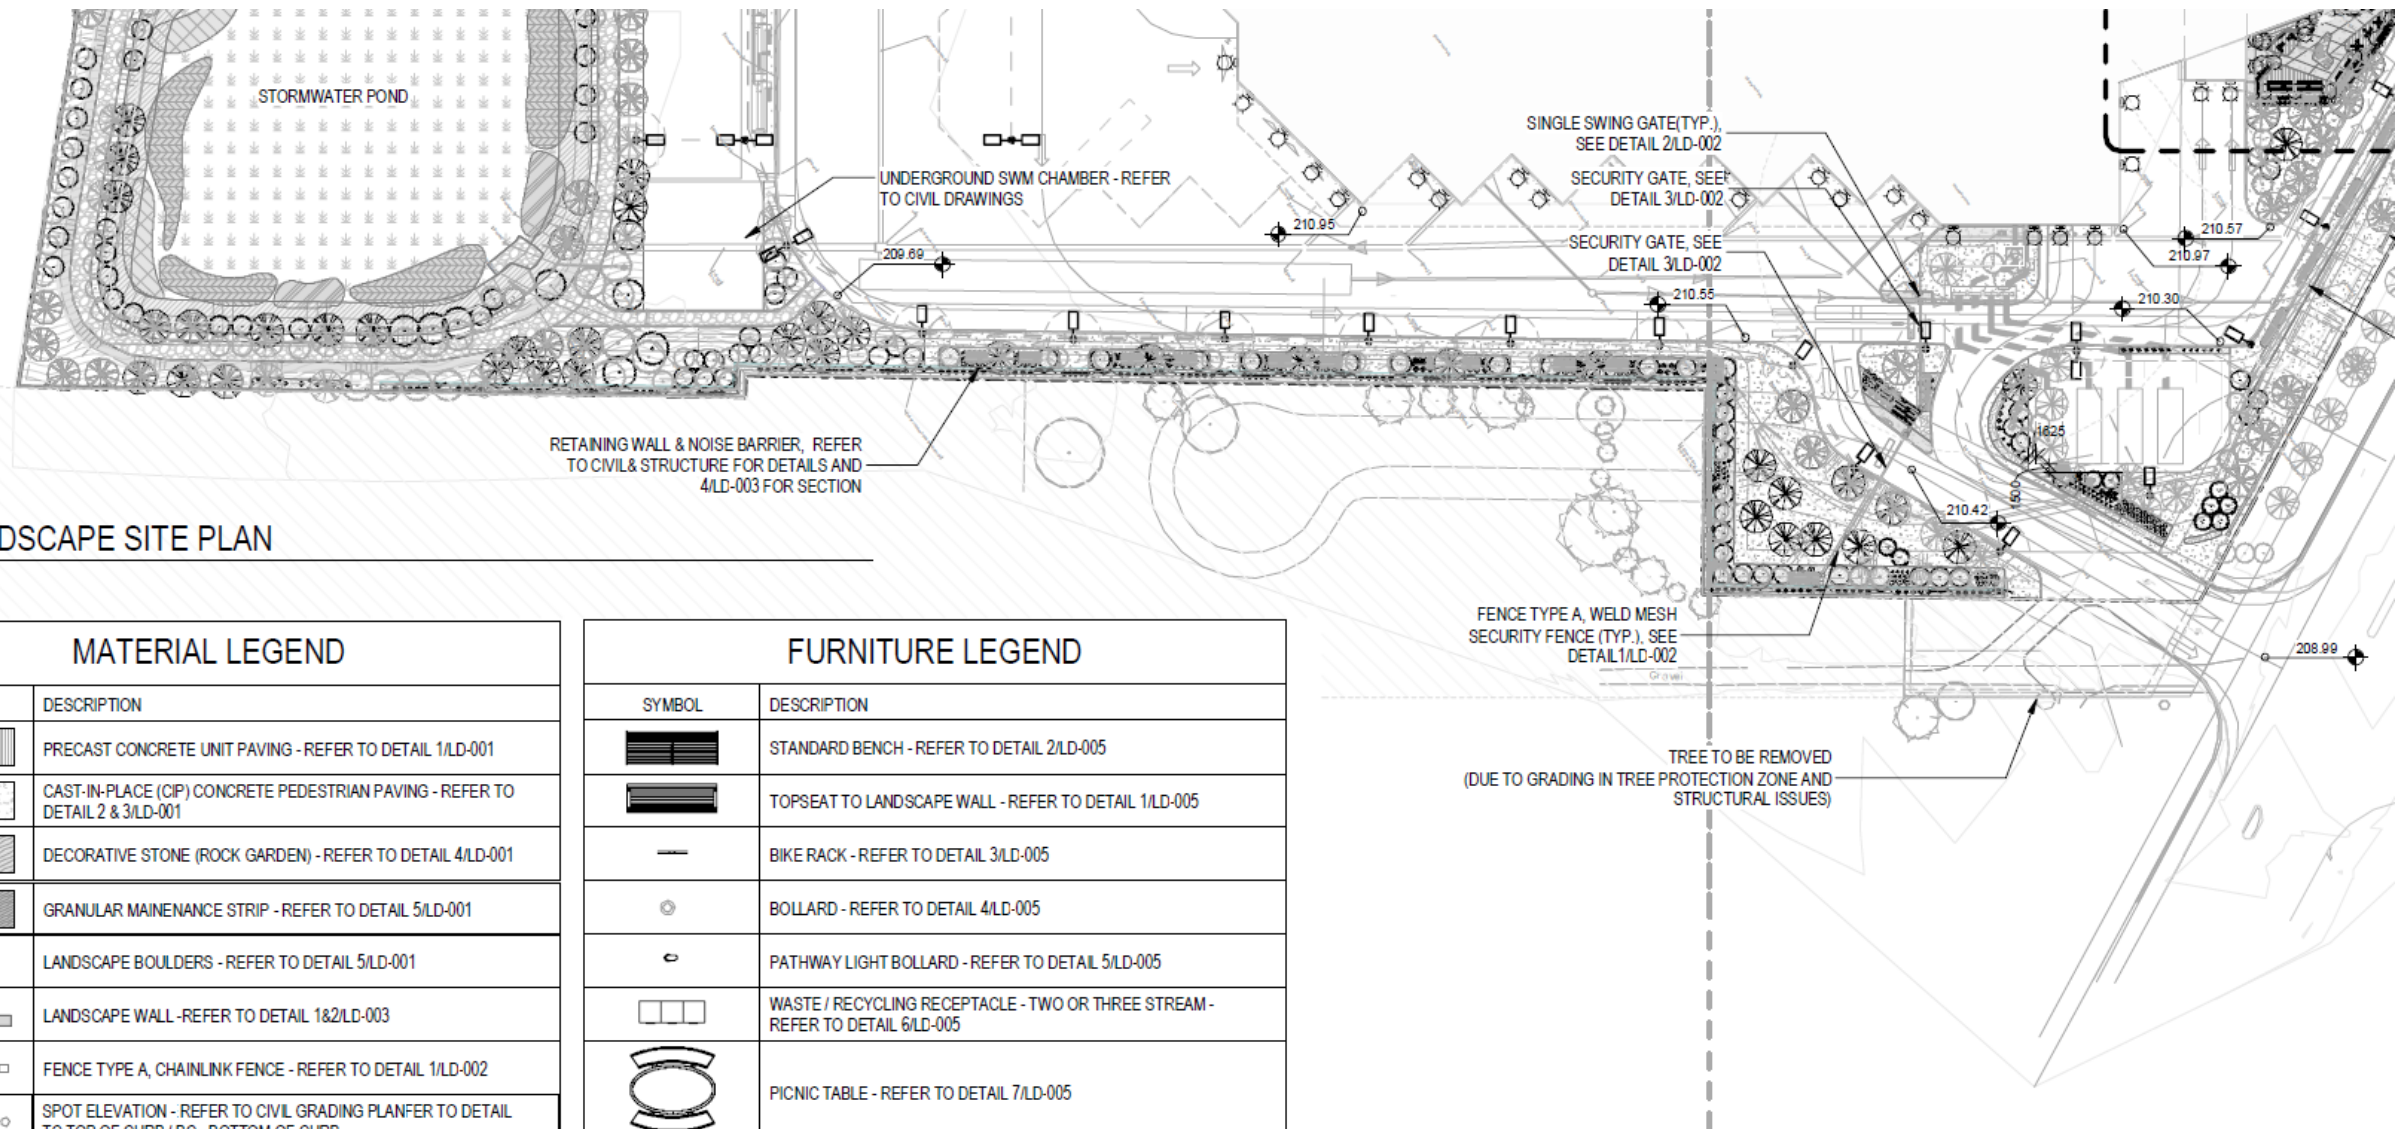 STORMWATER POND
SINGLE SWING GATE(TYP.),
SEE DETAIL 2/LD-002
UNDERGROUND SWM CHAMBER - REFER
TO CIVIL DRAWINGS
SECURITY GATE, SEE
DETAIL 3/LD-002
210.95
210.57
SECURITY GATE, SEE
DETAIL 3/LD-002
209.69
210.97
210.55
210.30
1625
RETAINING WALL & NOISE BARRIER, REFER
TO CIVIL& STRUCTURE FOR DETAILS AND
4/LD-003 FOR SECTION
1500
210.42
DSCAPE SITE PLAN
FENCE TYPE A, WELD MESH
SECURITY FENCE (TYP.), SEE
DETAIL1/LD-002
208.99
Gravel
TREE TO BE REMOVED
(DUE TO GRADING IN TREE PROTECTION ZONE AND
STRUCTURAL ISSUES)
MATERIAL LEGEND
DESCRIPTION
PRECAST CONCRETE UNIT PAVING - REFER TO DETAIL 1/LD-001
CAST-IN-PLACE (CIP) CONCRETE PEDESTRIAN PAVING - REFER TO
DETAIL 2 & 3/LD-001
DECORATIVE STONE (ROCK GARDEN) - REFER TO DETAIL 4/LD-001
GRANULAR MAINENANCE STRIP - REFER TO DETAIL 5/LD-001
LANDSCAPE BOULDERS - REFER TO DETAIL 5/LD-001
LANDSCAPE WALL -REFER TO DETAIL 1&2/LD-003
FENCE TYPE A, CHAINLINK FENCE - REFER TO DETAIL 1/LD-002
SPOT ELEVATION - REFER TO CIVIL GRADING PLANFER TO DETAIL
FURNITURE LEGEND
SYMBOL DESCRIPTION
STANDARD BENCH - REFER TO DETAIL 2/LD-005
TOPSEAT TO LANDSCAPE WALL - REFER TO DETAIL 1/LD-005
BIKE RACK - REFER TO DETAIL 3/LD-005
BOLLARD - REFER TO DETAIL 4/LD-005
PATHWAY LIGHT BOLLARD - REFER TO DETAIL 5/LD-005
WASTE / RECYCLING RECEPTACLE - TWO OR THREE STREAM -
REFER TO DETAIL 6/LD-005
PICNIC TABLE - REFER TO DETAIL 7/LD-005